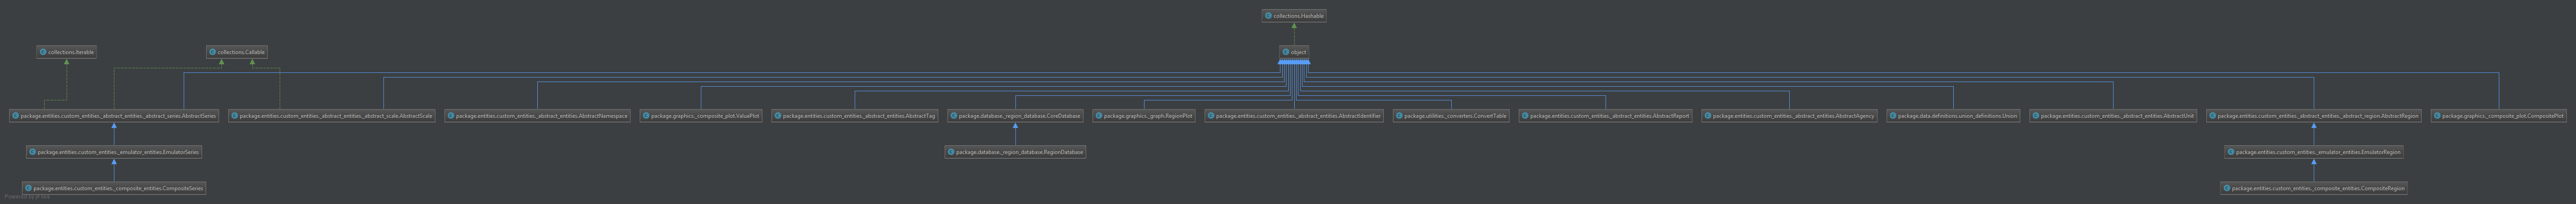 collections.Hashable
collections.Iterable
collections.Callable
object
package.entities.custom_entities._abstract_entities._abstract_series.AbstractSeries
package.entities.custom_entities._abstract_entities._abstract_scale.AbstractScale
package.entities.custom_entities._abstract_entities.AbstractNamespace
package.graphics._composite_plot.ValuePlot
package.entities.custom_entities._abstract_entities.AbstractTag
package.database._region_database.CoreDatabase
package.graphics._graph.RegionPlot
package.entities.custom_entities._abstract_entities.AbstractIdentifier
package.utilities._converters.ConvertTable
package.entities.custom_entities._abstract_entities.AbstractReport
package.entities.custom_entities._abstract_entities.AbstractAgency
package.data.definitions.union_definitions.Union
package.entities.custom_entities._abstract_entities.AbstractUnit
package.entities.custom_entities._abstract_entities._abstract_region.AbstractRegion
package.graphics._composite_plot.CompositePlot
package.entities.custom_entities._emulator_entities.EmulatorSeries
package.database._region_database.RegionDatabase
package.entities.custom_entities._emulator_entities.EmulatorRegion
package.entities.custom_entities._composite_entities.CompositeSeries
package.entities.custom_entities._composite_entities.CompositeRegion
Powered by yFiles